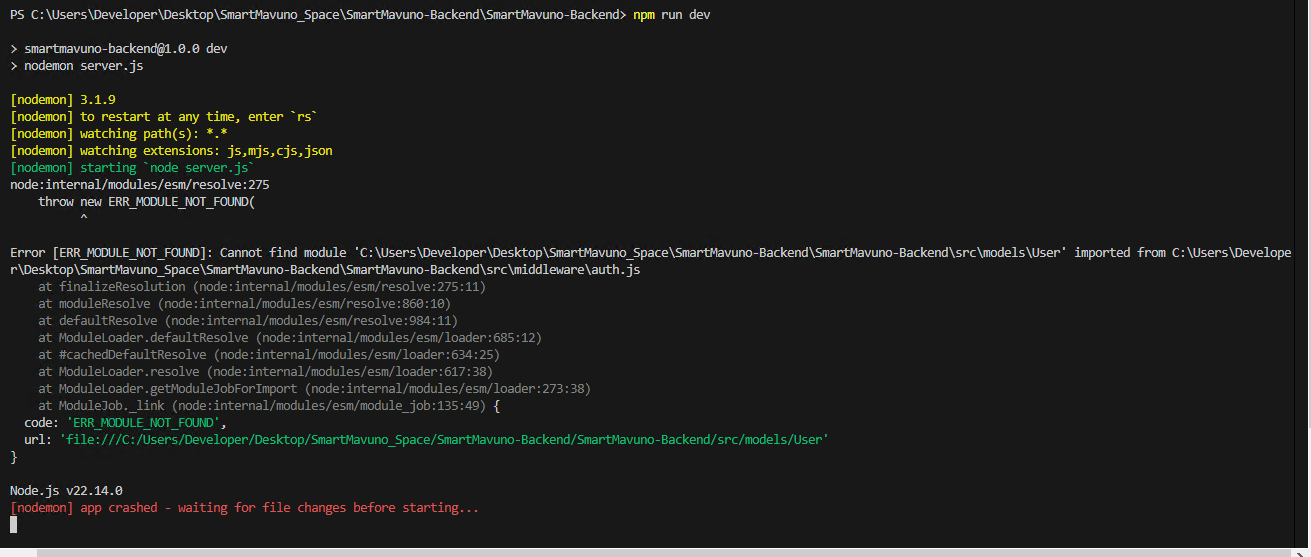 PS C:\Users\Developer\Desktop\SmartMavuno_Space\SmartMavuno-Backend\SmartMavuno-Backend> npm run dev
> smartmavuno-backend@1.0.0 dev
> nodemon server.js
[nodemon] 3.1.9
[nodemon] to restart at any time, enter `rs`
[nodemon] watching path(s): *.*
[nodemon] watching extensions: js,mjs,cjs,json
[nodemon] starting `node server.js`
node:internal/modules/esm/resolve:275
    throw new ERR_MODULE_NOT_FOUND(
          ^
Error [ERR_MODULE_NOT_FOUND]: Cannot find module 'C:\Users\Developer\Desktop\SmartMavuno_Space\SmartMavuno-Backend\SmartMavuno-Backend\src\models\User' imported from C:\Users\Develope
r\Desktop\SmartMavuno_Space\SmartMavuno-Backend\SmartMavuno-Backend\src\middleware\auth.js
    at finalizeResolution (node:internal/modules/esm/resolve:275:11)
    at moduleResolve (node:internal/modules/esm/resolve:860:10)
    at defaultResolve (node:internal/modules/esm/resolve:984:11)
    at ModuleLoader.defaultResolve (node:internal/modules/esm/loader:685:12)
    at #cachedDefaultResolve (node:internal/modules/esm/loader:634:25)
    at ModuleLoader.resolve (node:internal/modules/esm/loader:617:38)
    at ModuleLoader.getModuleJobForImport (node:internal/modules/esm/loader:273:38)
    at ModuleJob._link (node:internal/modules/esm/module_job:135:49) {
  code: 'ERR_MODULE_NOT_FOUND',
  url: 'file:///C:/Users/Developer/Desktop/SmartMavuno_Space/SmartMavuno-Backend/SmartMavuno-Backend/src/models/User'
}
Node.js v22.14.0
[nodemon] app crashed - waiting for file changes before starting...